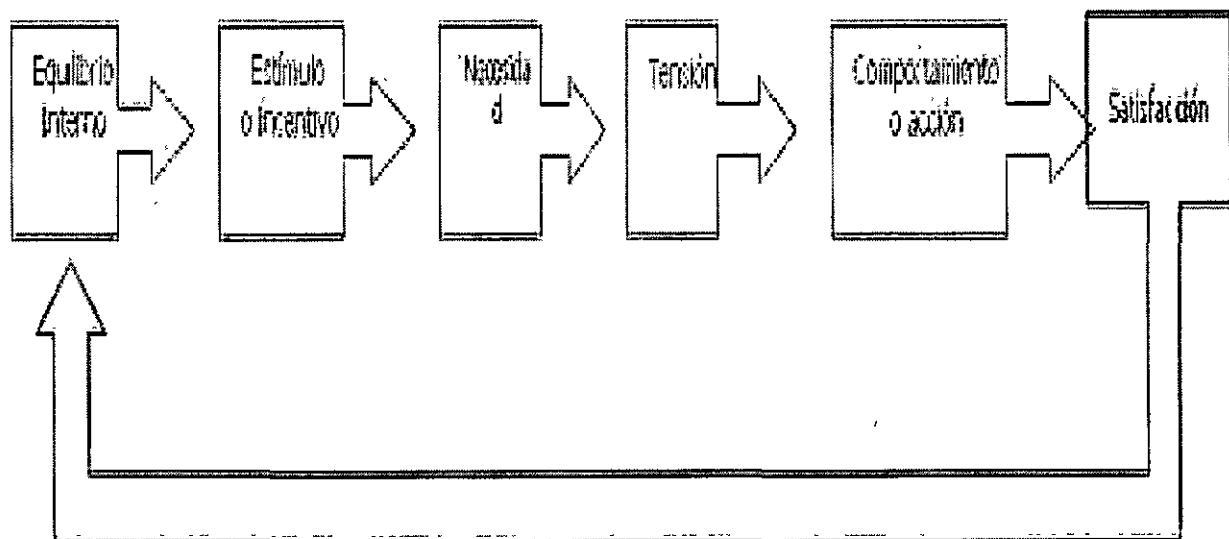 Equilibrio
Interno
Estímulo
o Incentivo
Necesida
d
Tensión
Comportamiento
o acción
Satisfacción